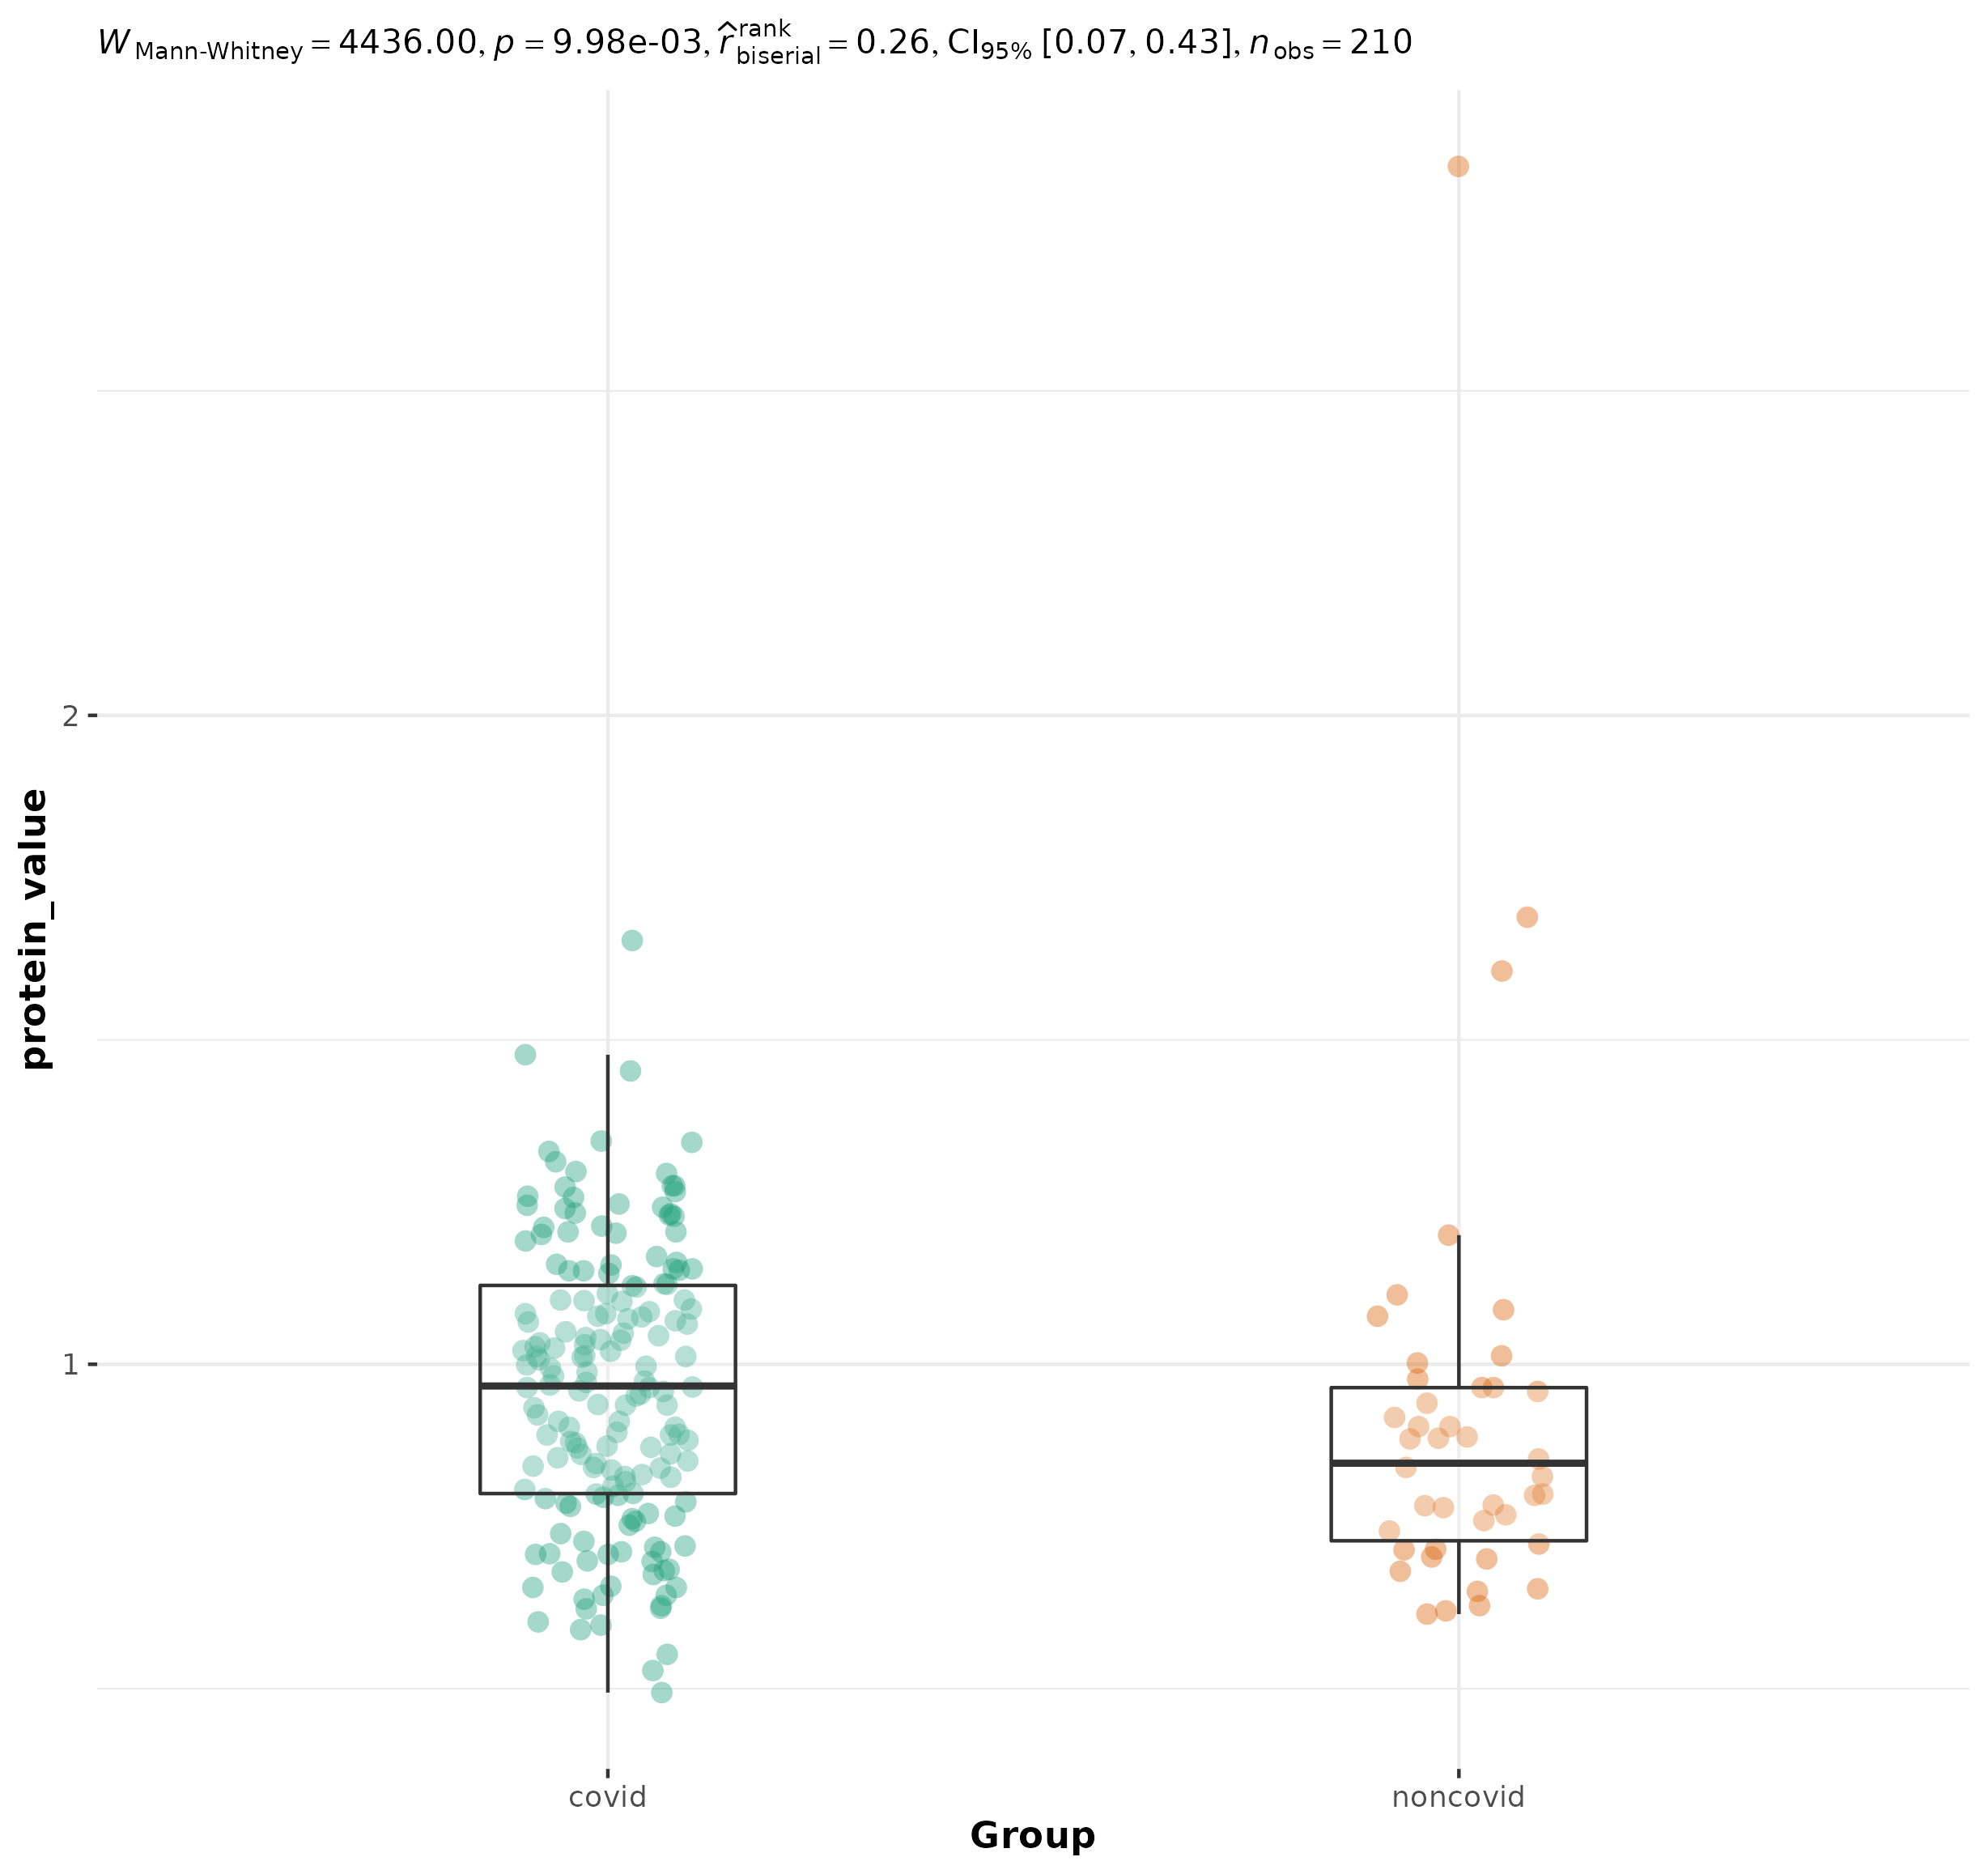 W Mann-Whitney = 4436.00, p = 9.98e-03, r̂ rank biserial = 0.26, CI95% [0.07, 0.43], nobs = 210
2
1
protein_value
covid noncovid
Group